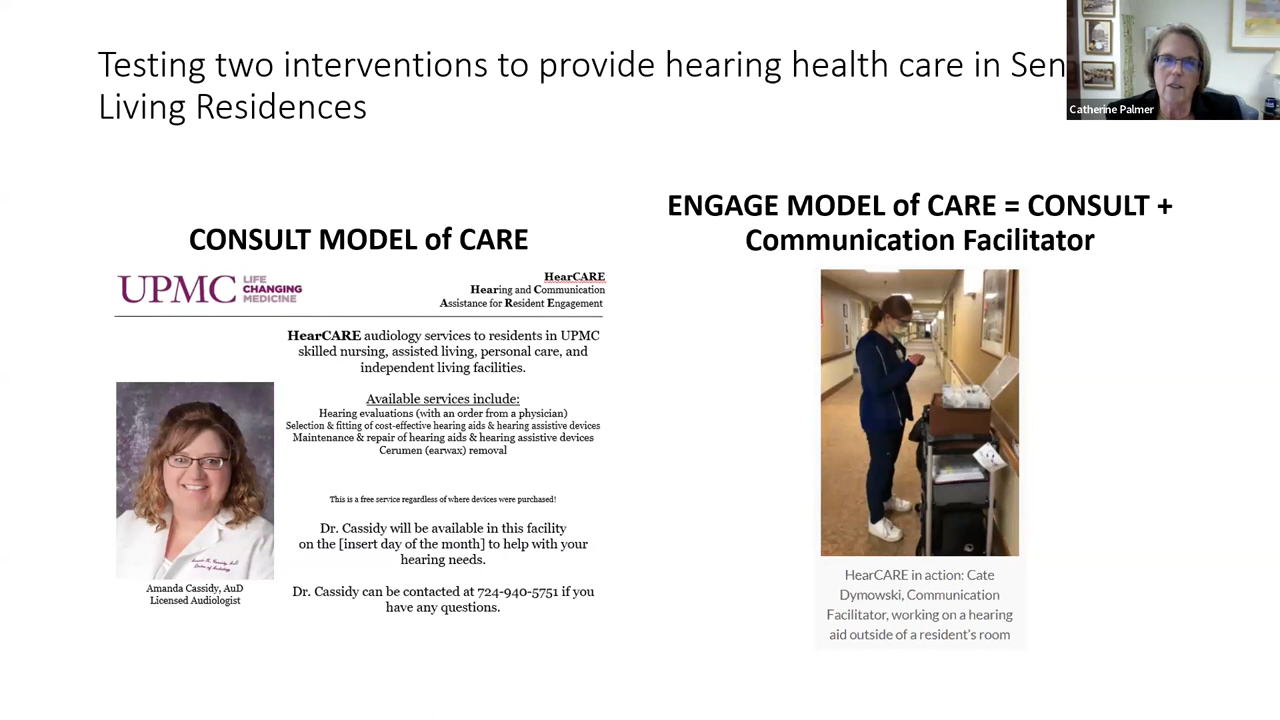 Testing two interventions to provide hearing health care in Sen
Living Residences
Catherine Palmer
CONSULT MODEL of CARE
UPMC LIFE
CHANGING
MEDICINE
HearCARE
Hearing and Communication
Assistance for Resident Engagement
HearCARE audiology services to residents in UPMC
skilled nursing, assisted living, personal care, and
independent living facilities.
Available services include:
Hearing evaluations (with an order from a physician)
Selection & fitting of cost-effective hearing aids & hearing assistive devices
Maintenance & repair of hearing aids & hearing assistive devices
Cerumen (earwax) removal
This is a free service regardless of where devices were purchased!
Dr. Cassidy will be available in this facility
on the [insert day of the month] to help with your
hearing needs.
Dr. Cassidy can be contacted at 724-940-5751 if you
have any questions.
Amanda Cassidy, AuD
Licensed Audiologist
ENGAGE MODEL of CARE = CONSULT +
Communication Facilitator
HearCARE in action: Cate
Dymowski, Communication
Facilitator, working on a hearing
aid outside of a resident's room